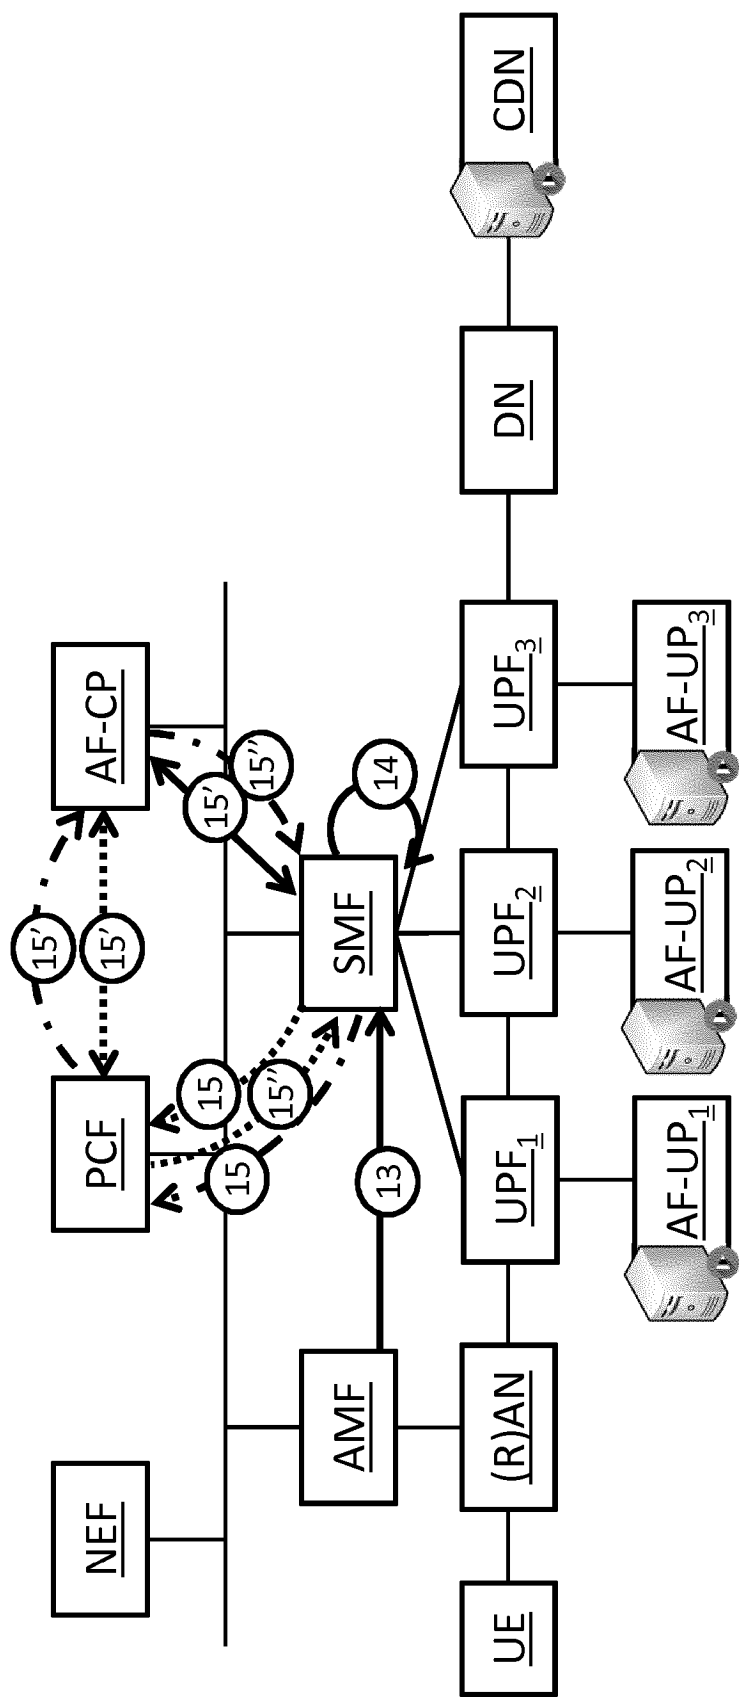 NEF
PCF
AF-CP
15'
15'
15
15''
15
15'
15''
AMF
13
SMF
14
UE
(R)AN
UPF1
UPF2
UPF3
DN
CDN
AF-UP1
AF-UP2
AF-UP3